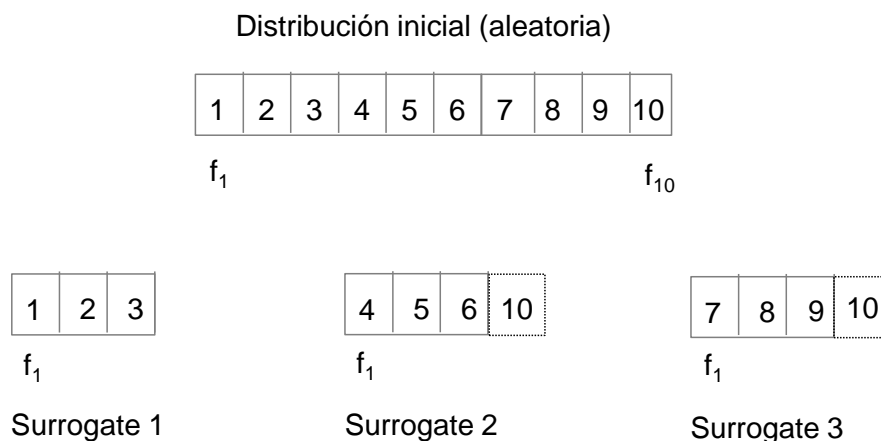 Distribución inicial (aleatoria)
1 2 3 4 5 6 7 8 9 10
f₁ f₁₀
1 2 3 4 5 6 10 7 8 9 10
f₁ f₁ f₁
Surrogate 1 Surrogate 2 Surrogate 3